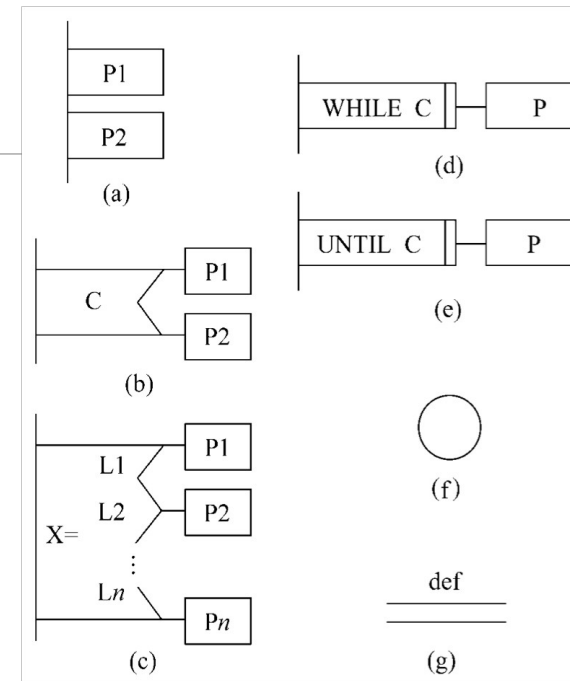 P1
P2
(a)
C
P1
P2
(b)
X=
L1
L2
⋮
Ln
P1
P2
Pn
(c)
WHILE C
P
(d)
UNTIL C
P
(e)
(f)
def
(g)